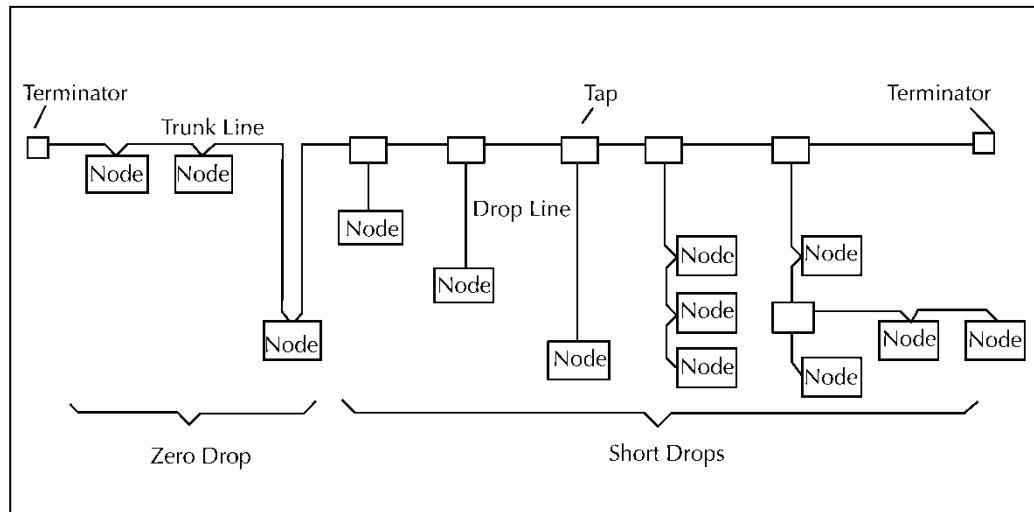 Terminator
Tap
Terminator
Trunk Line
Node
Node
Drop Line
Node
Node
Node
Node
Node
Node
Node
Node
Node
Node
Node
Zero Drop
Short Drops